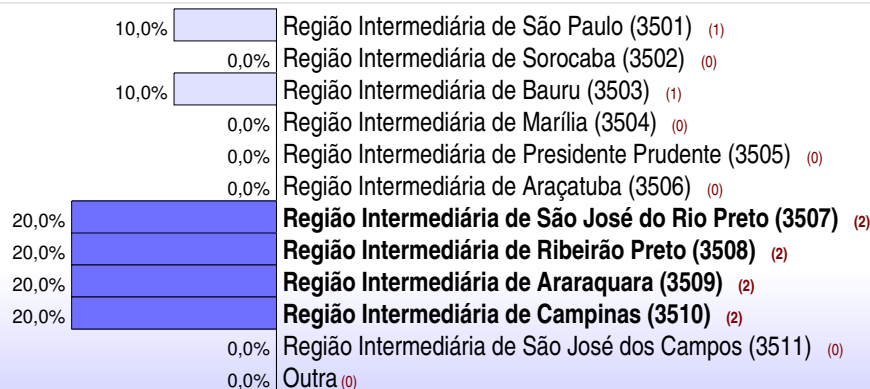 10,0% Região Intermediária de São Paulo (3501) (1)
0,0% Região Intermediária de Sorocaba (3502) (0)
10,0% Região Intermediária de Bauru (3503) (1)
0,0% Região Intermediária de Marília (3504) (0)
0,0% Região Intermediária de Presidente Prudente (3505) (0)
0,0% Região Intermediária de Araçatuba (3506) (0)
20,0% Região Intermediária de São José do Rio Preto (3507) (2)
20,0% Região Intermediária de Ribeirão Preto (3508) (2)
20,0% Região Intermediária de Araraquara (3509) (2)
20,0% Região Intermediária de Campinas (3510) (2)
0,0% Região Intermediária de São José dos Campos (3511) (0)
0,0% Outra (0)